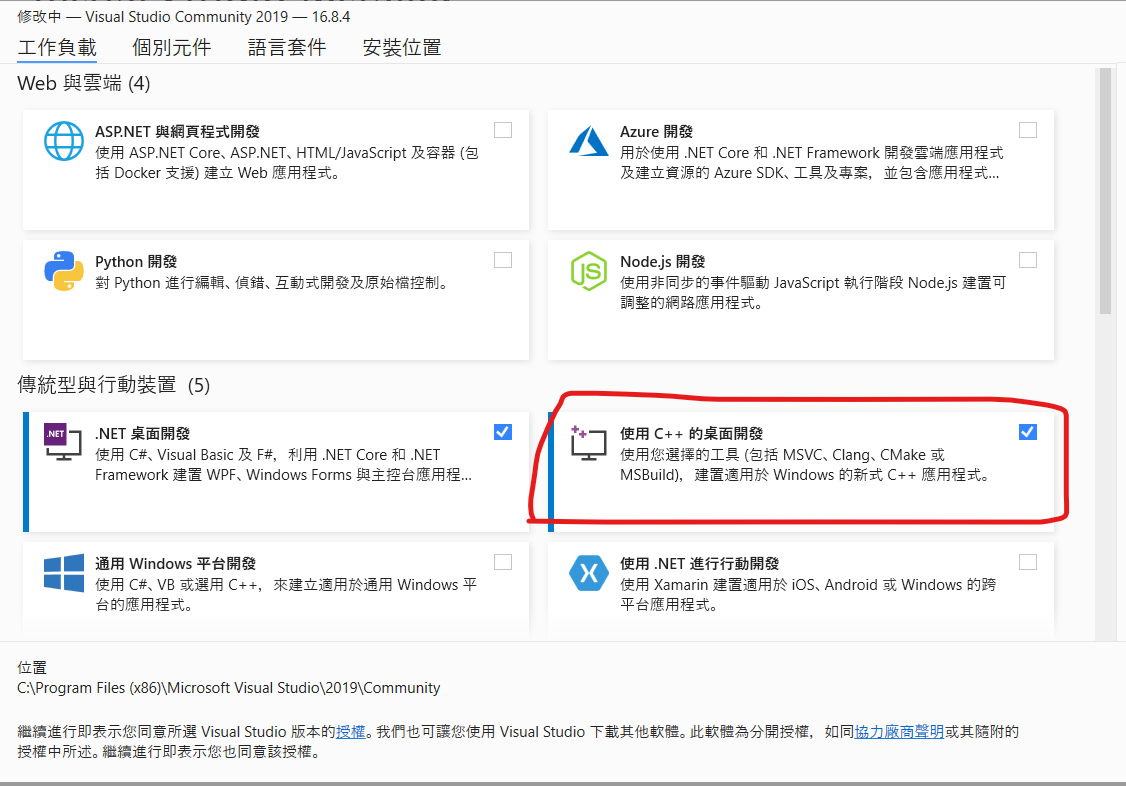 修改中 — Visual Studio Community 2019 — 16.8.4
工作負載 個別元件 語言套件 安裝位置
Web 與雲端 (4)
ASP.NET 與網頁程式開發
使用 ASP.NET Core、ASP.NET、HTML/JavaScript 及容器 (包
括 Docker 支援) 建立 Web 應用程式。
Azure 開發
用於使用 .NET Core 和 .NET Framework 開發雲端應用程式
及建立資源的 Azure SDK、工具及專案，並包含應用程式...
Python 開發
對 Python 進行編輯、偵錯、互動式開發及原始檔控制。
Node.js 開發
使用非同步的事件驅動 JavaScript 執行階段 Node.js 建置可
調整的網路應用程式。
傳統型與行動裝置 (5)
.NET
.NET 桌面開發
使用 C#、Visual Basic 及 F#，利用 .NET Core 和 .NET
Framework 建置 WPF、Windows Forms 與主控台應用程...
使用 C++ 的桌面開發
使用您選擇的工具 (包括 MSVC、Clang、CMake 或
MSBuild)，建置適用於 Windows 的新式 C++ 應用程式。
通用 Windows 平台開發
使用 C#、VB 或選用 C++，來建立適用於通用 Windows 平
台的應用程式。
使用 .NET 進行行動開發
使用 Xamarin 建置適用於 iOS、Android 或 Windows 的跨
平台應用程式。
位置
C:\Program Files (x86)\Microsoft Visual Studio\2019\Community
繼續進行即表示您同意所選 Visual Studio 版本的授權。我們也可讓您使用 Visual Studio 下載其他軟體。此軟體為分開授權，如同協力廠商聲明或其隨附的
授權中所述。繼續進行即表示您也同意該授權。